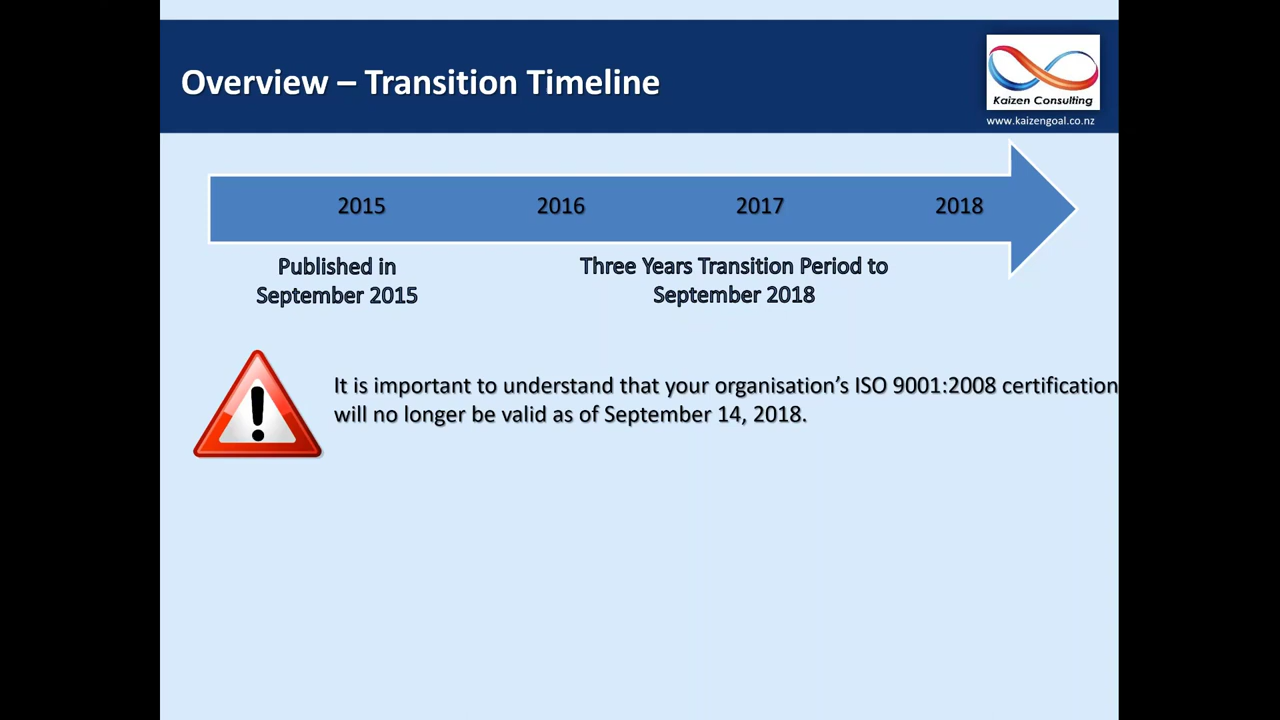 Overview – Transition Timeline
Kaizen Consulting
www.kaizengoal.co.nz
2015 2016 2017 2018
Published in
September 2015
Three Years Transition Period to
September 2018
It is important to understand that your organisation’s ISO 9001:2008 certification
will no longer be valid as of September 14, 2018.